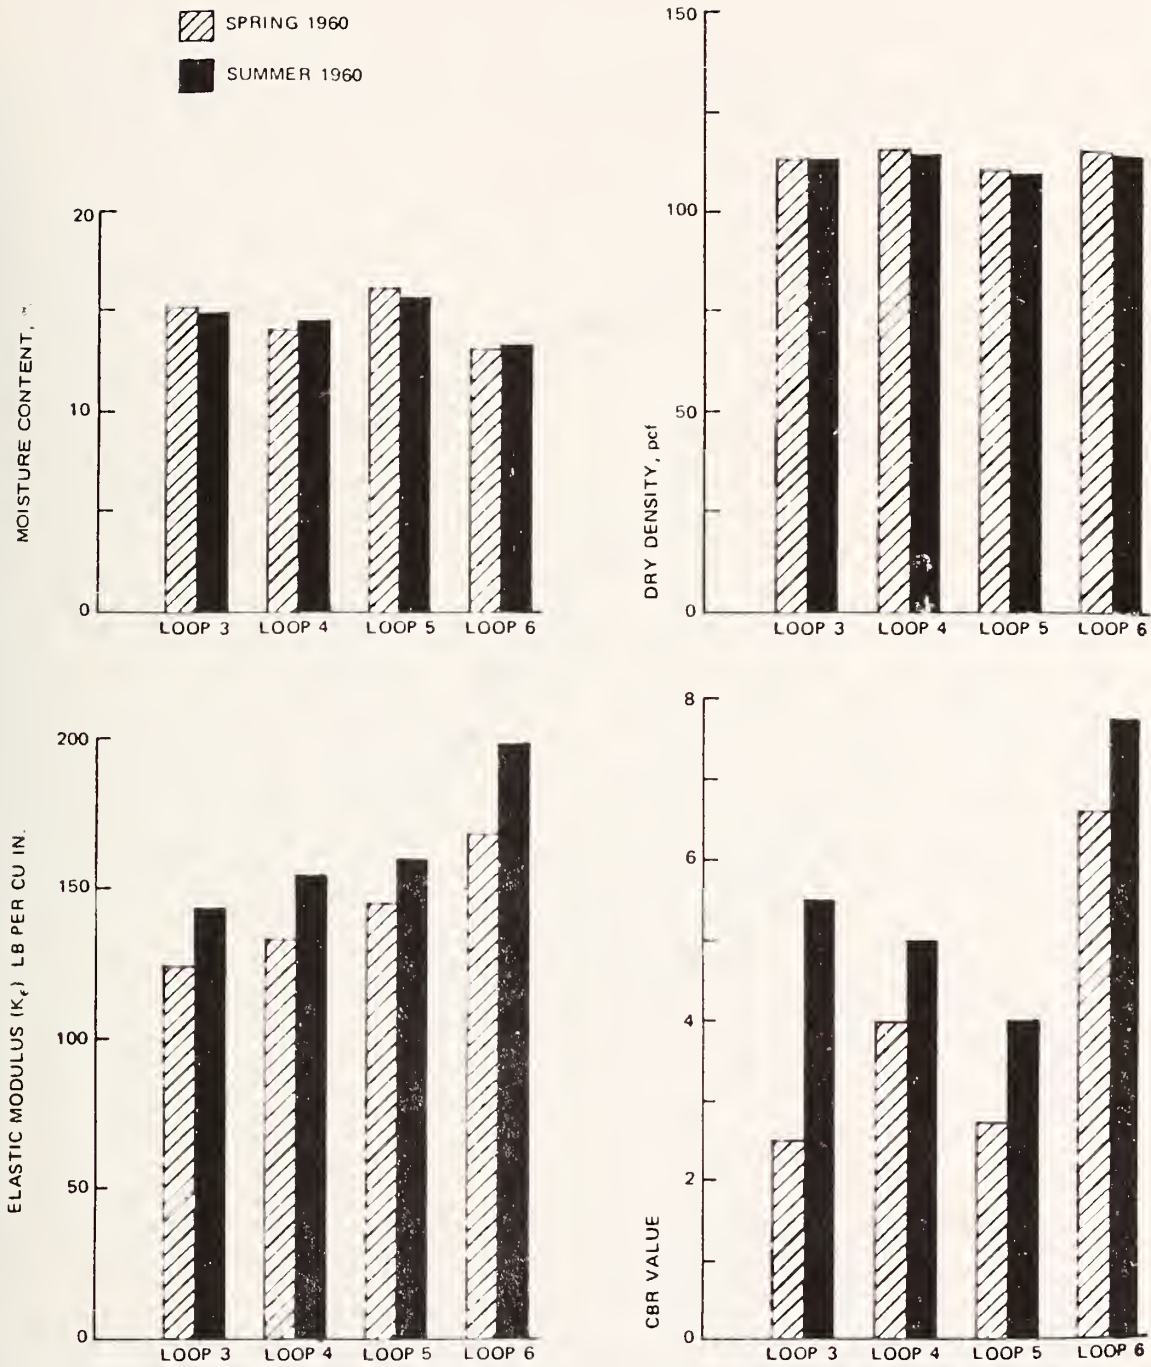 SPRING 1960
SUMMER 1960
MOISTURE CONTENT,
20
10
0
LOOP 3 LOOP 4 LOOP 5 LOOP 6
DRY DENSITY, pcf
150
100
50
0
LOOP 3 LOOP 4 LOOP 5 LOOP 6
ELASTIC MODULUS (Kₑ) LB PER CU IN.
200
150
100
50
0
LOOP 3 LOOP 4 LOOP 5 LOOP 6
CBR VALUE
8
6
4
2
0
LOOP 3 LOOP 4 LOOP 5 LOOP 6